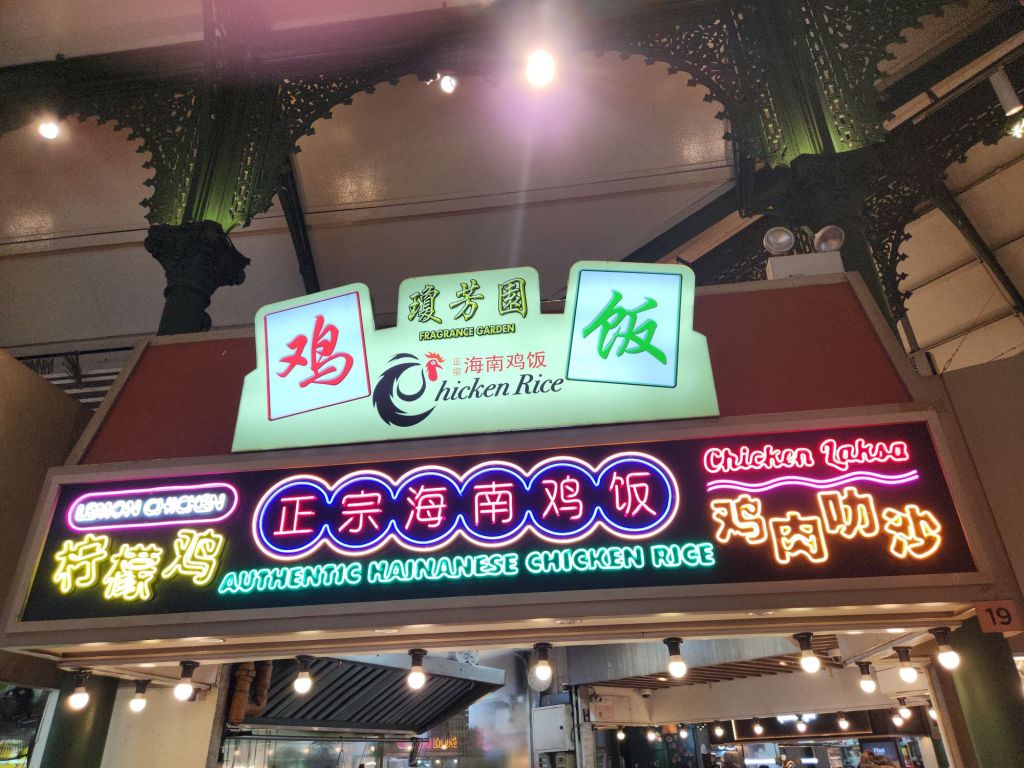 瓊芳園
FRAGRANCE GARDEN
鸡
饭
正宗
海南鸡饭
Chicken Rice
LEMON CHICKEN
柠檬鸡
正宗海南鸡饭
AUTHENTIC HAINANESE CHICKEN RICE
Chicken Laksa
鸡肉叻沙
19